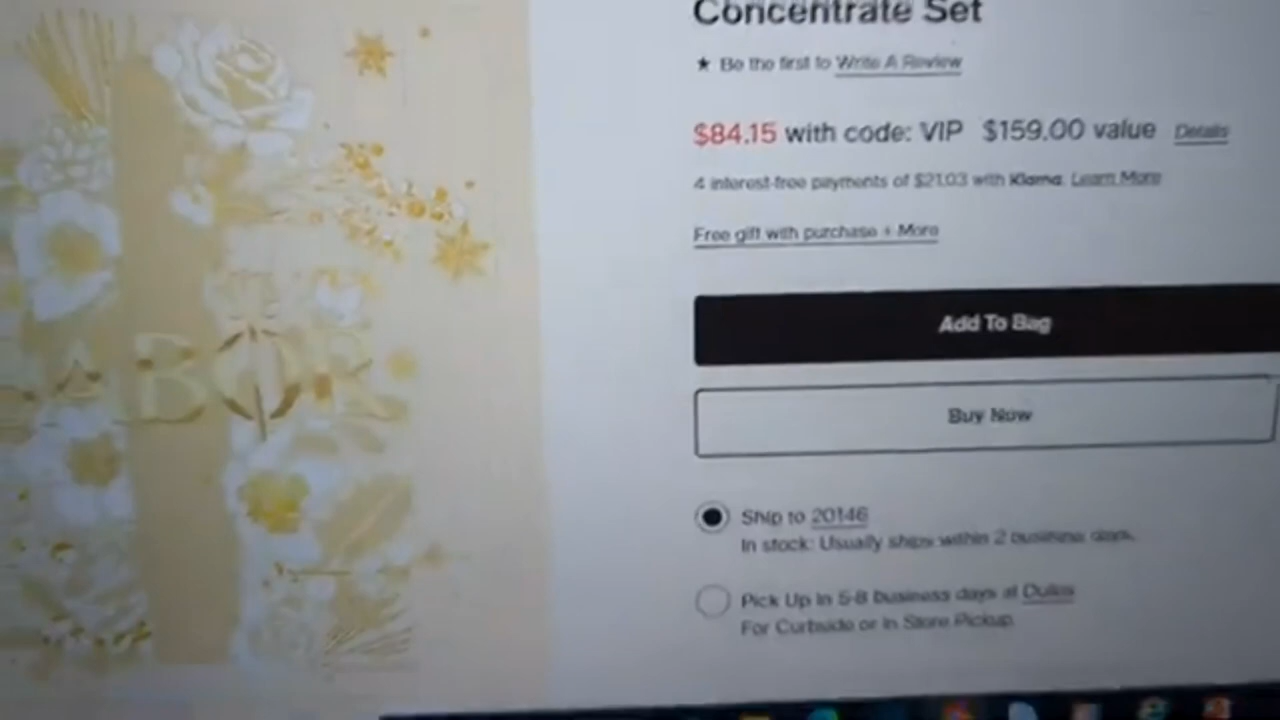 Concentrate Set
★ Be the first to Write A Review
$84.15 with code: VIP $159.00 value Details
4 interest-free payments of $21.03 with Klarna. Learn More
Free gift with purchase + More
Add To Bag
Buy Now
Ship to 20146
In stock: Usually ships within 2 business days.
Pick Up in 5-8 business days at Dulles
For Curbside or In Store Pickup
BOR